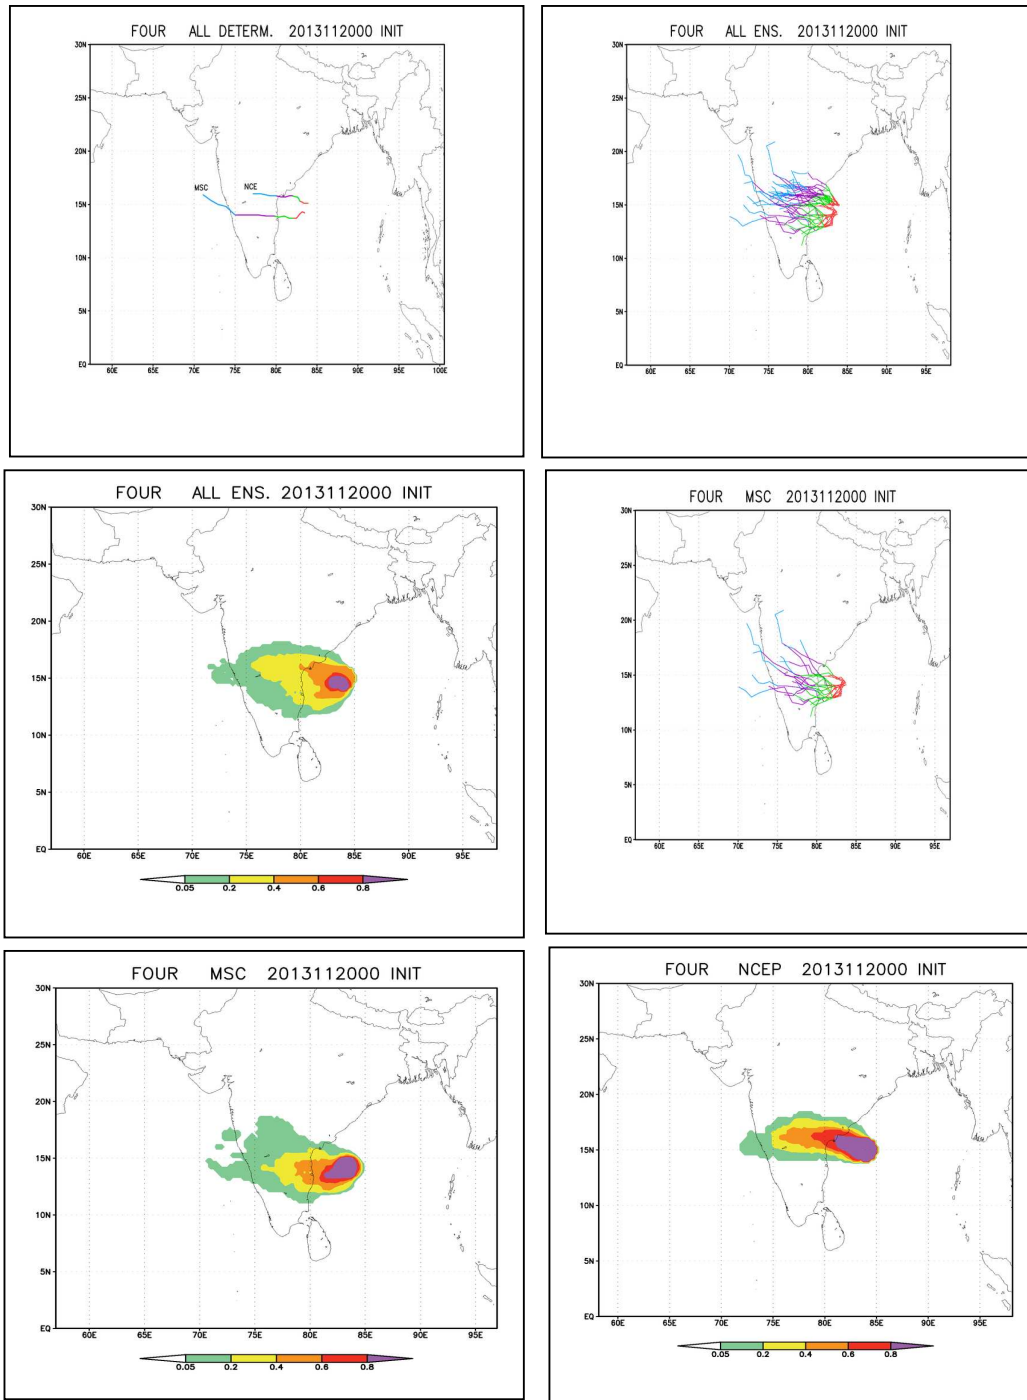 FOUR ALL DETERM. 2013112000 INIT
30N
25N
20N
15N
10N
5N
EQ
MSC
NCE
60E 65E 70E 75E 80E 85E 90E 95E 100E
FOUR ALL ENS. 2013112000 INIT
30N
25N
20N
15N
10N
5N
EQ
60E 65E 70E 75E 80E 85E 90E 95E
FOUR ALL ENS. 2013112000 INIT
30N
25N
20N
15N
10N
5N
EQ
60E 65E 70E 75E 80E 85E 90E 95E
0.05 0.2 0.4 0.6 0.8
FOUR MSC 2013112000 INIT
30N
25N
20N
15N
10N
5N
EQ
60E 65E 70E 75E 80E 85E 90E 95E
FOUR MSC 2013112000 INIT
30N
25N
20N
15N
10N
5N
EQ
60E 65E 70E 75E 80E 85E 90E 95E
0.05 0.2 0.4 0.6 0.8
FOUR NCEP 2013112000 INIT
30N
25N
20N
15N
10N
5N
EQ
60E 65E 70E 75E 80E 85E 90E 95E
0.05 0.2 0.4 0.6 0.8